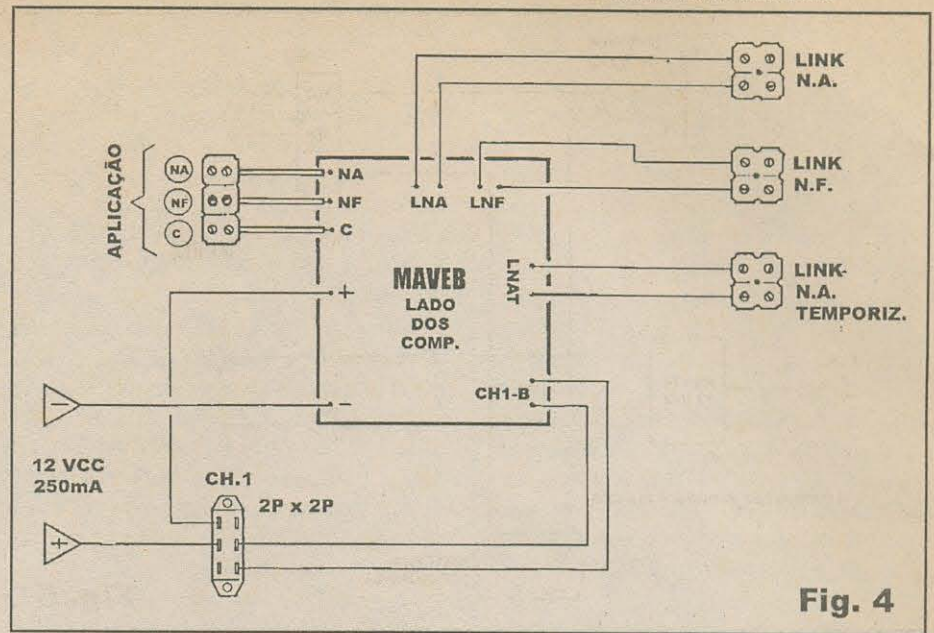 LINK
N.A.
LINK
N.F.
LINK-
N.A.
TEMPORIZ.
APLICAÇÃO
NA
NF
C
NA
NF
C
LNA
LNF
LNAT
MAVEB
LADO
DOS
COMP.
+
-
CH1-B
-
12 VCC
250mA
+
CH.1
2P x 2P
Fig. 4